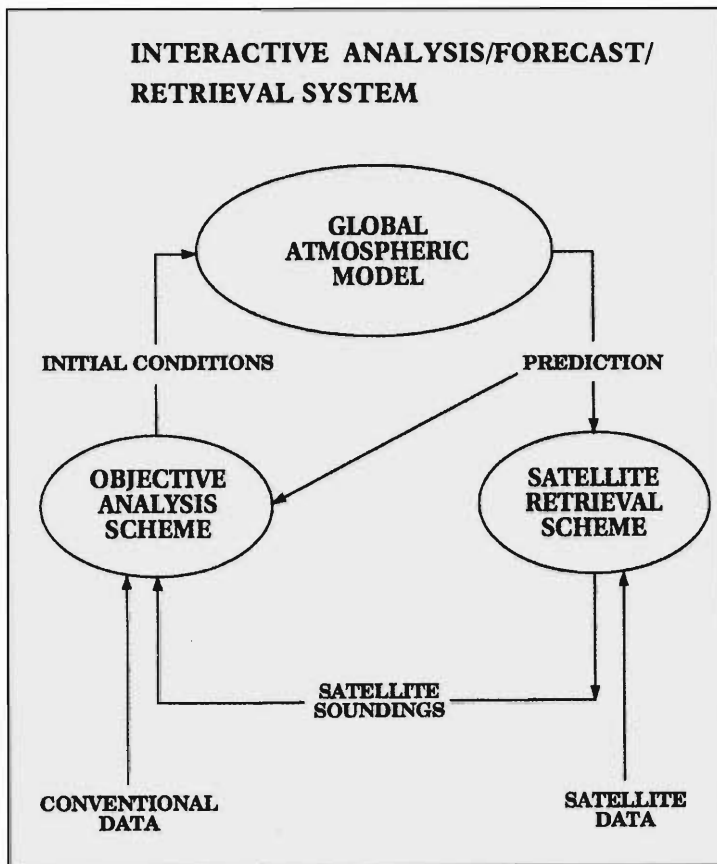 INTERACTIVE ANALYSIS/FORECAST/
RETRIEVAL SYSTEM
GLOBAL
ATMOSPHERIC
MODEL
INITIAL CONDITIONS
PREDICTION
OBJECTIVE
ANALYSIS
SCHEME
SATELLITE
RETRIEVAL
SCHEME
SATELLITE
SOUNDINGS
CONVENTIONAL
DATA
SATELLITE
DATA